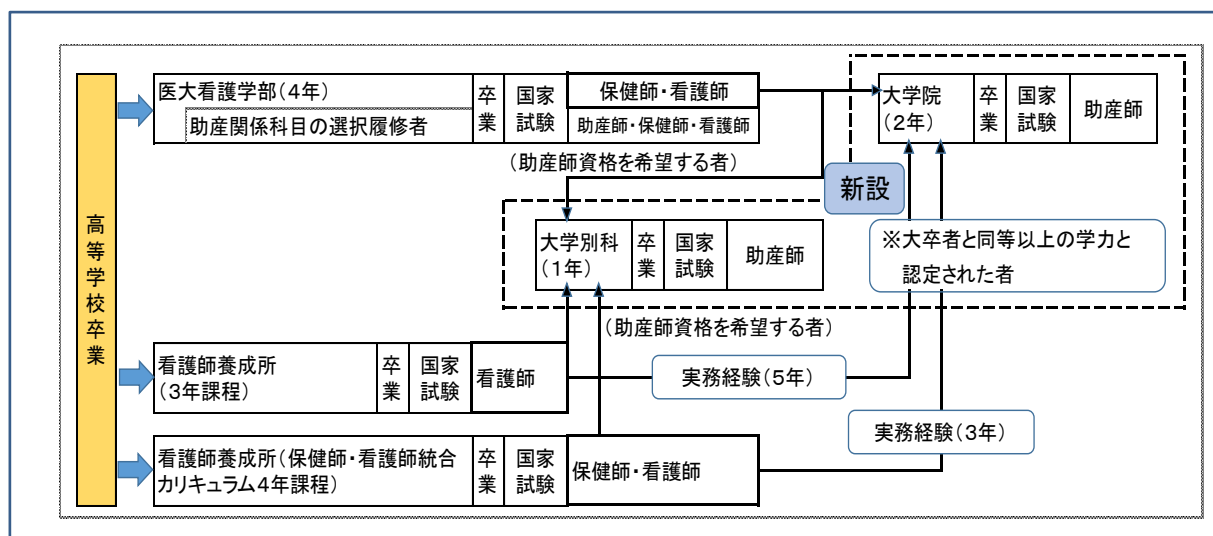 高等学校卒業
医大看護学部(4年)
助産関係科目の選択履修者
卒業
国家
試験
保健師・看護師
助産師・保健師・看護師
(助産師資格を希望する者)
大学院
(2年)
卒業
国家
試験
助産師
新設
大学別科
(1年)
卒業
国家
試験
助産師
※大卒者と同等以上の学力と
認定された者
(助産師資格を希望する者)
看護師養成所
(3年課程)
卒業
国家
試験
看護師
実務経験(5年)
看護師養成所(保健師・看護師統合
カリキュラム4年課程)
卒業
国家
試験
保健師・看護師
実務経験(3年)